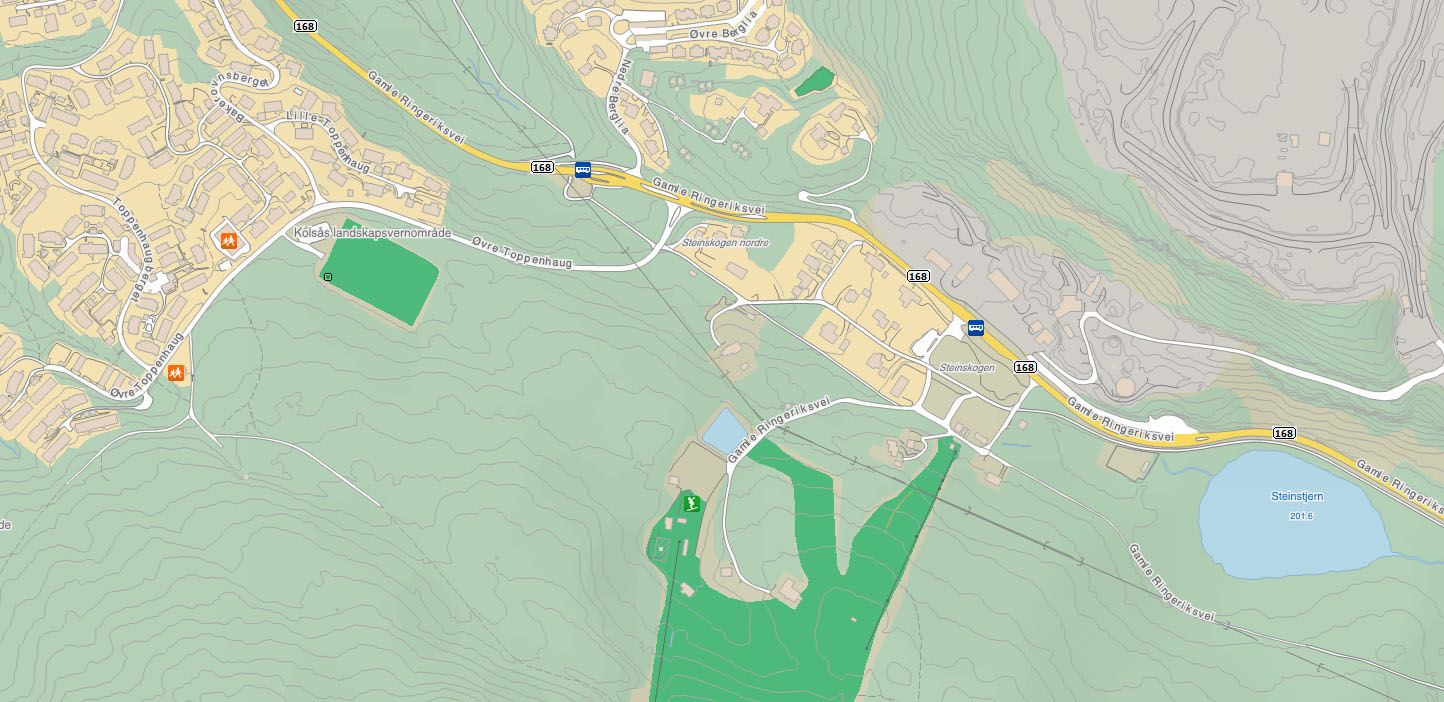 168
Øvre Berglia
Gamle Ringeriksvei
Nedre Berglia
Bakerovnsberget
Lille-Toppenhaug
168
Gamle Ringeriksvei
Toppenhaugberget
Kolsås landskapsvernområde
Øvre Toppenhaug
Steinskogen nordre
168
Øvre Toppenhaug
Steinskogen
168
Gamle Ringeriksvei
Gamle Ringeriksvei
168
Gamle Ringeriksvei
Steinstjern
201.6
de
Gamle Ringeriksvei